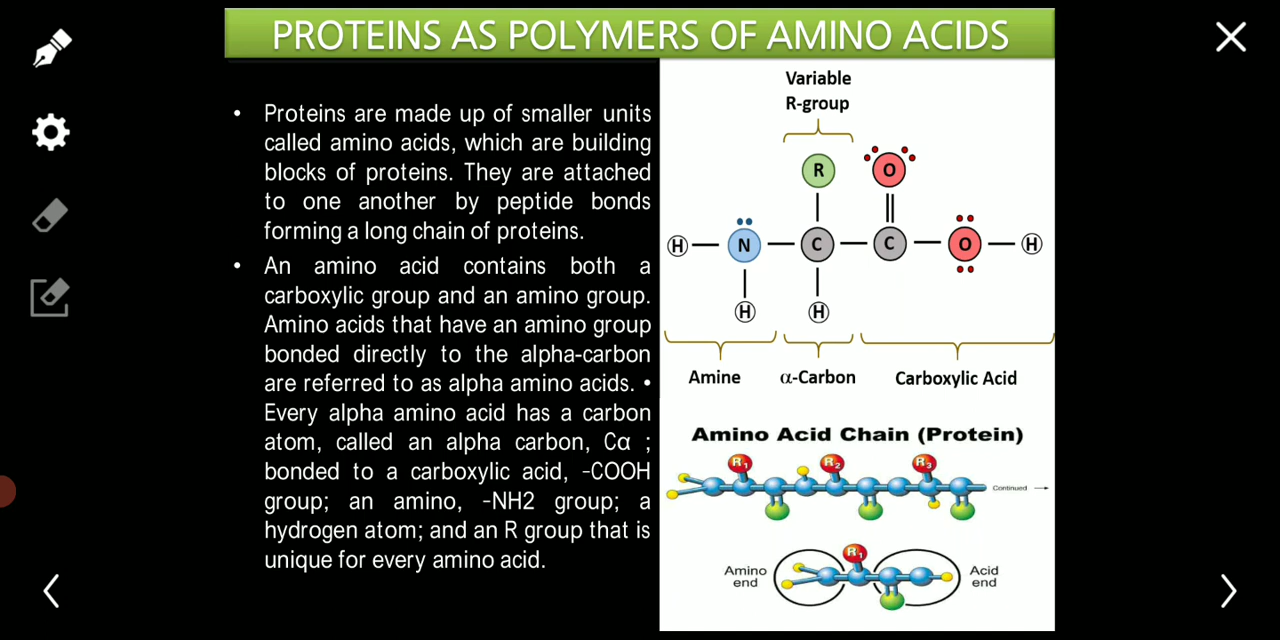 PROTEINS AS POLYMERS OF AMINO ACIDS
• Proteins are made up of smaller units
called amino acids, which are building
blocks of proteins. They are attached
to one another by peptide bonds
forming a long chain of proteins.
• An amino acid contains both a
carboxylic group and an amino group.
Amino acids that have an amino group
bonded directly to the alpha-carbon
are referred to as alpha amino acids. •
Every alpha amino acid has a carbon
atom, called an alpha carbon, Cα ;
bonded to a carboxylic acid, -COOH
group; an amino, -NH2 group; a
hydrogen atom; and an R group that is
unique for every amino acid.
Variable
R-group
R O
H N C C O H
H H
Amine α-Carbon Carboxylic Acid
Amino Acid Chain (Protein)
R1 R2 R3
Continued
R1
Amino
end
Acid
end